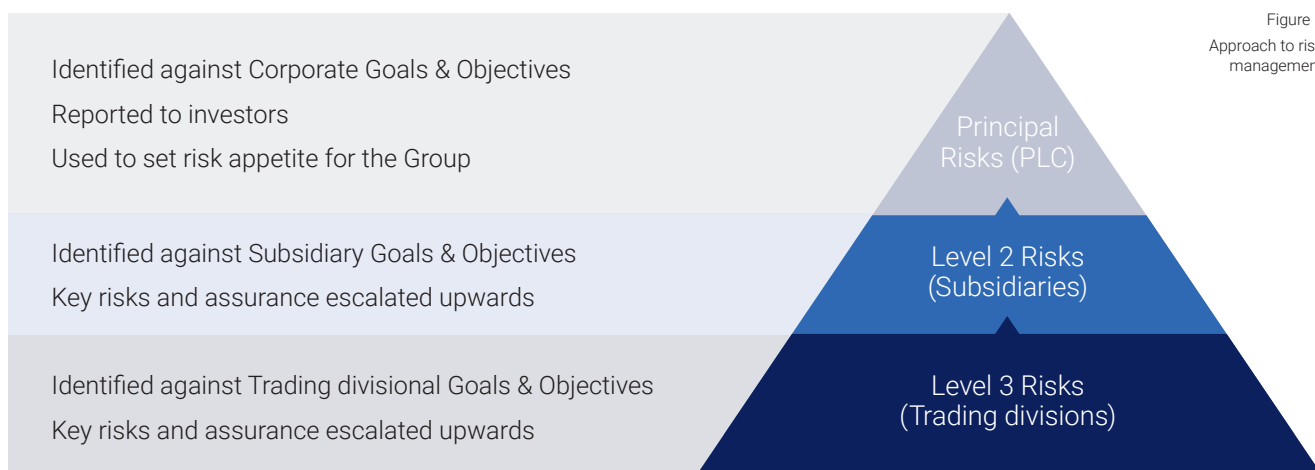 Figure
Approach to ris
managemen
Identified against Corporate Goals & Objectives
Reported to investors
Used to set risk appetite for the Group
Principal
Risks (PLC)
Identified against Subsidiary Goals & Objectives
Key risks and assurance escalated upwards
Level 2 Risks
(Subsidiaries)
Identified against Trading divisional Goals & Objectives
Key risks and assurance escalated upwards
Level 3 Risks
(Trading divisions)